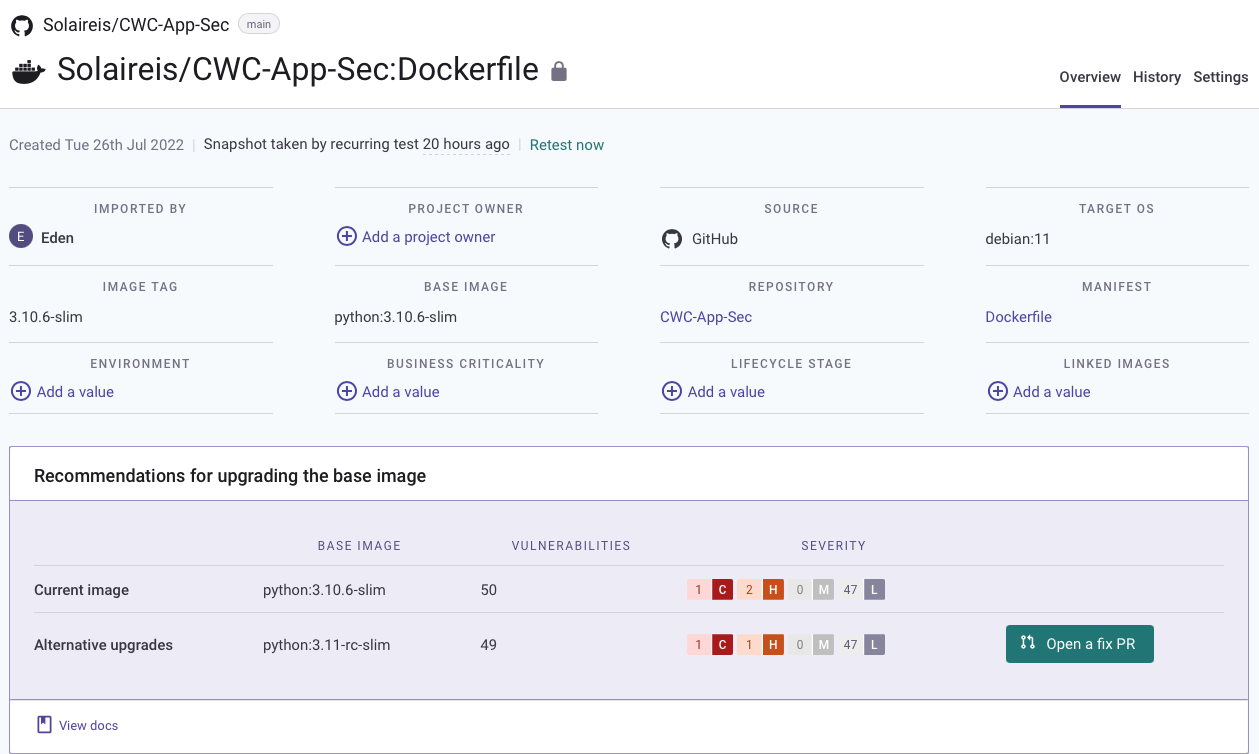 Solaireis/CWC-App-Sec main
Solaireis/CWC-App-Sec:Dockerfile
Overview History Settings
Created Tue 26th Jul 2022 | Snapshot taken by recurring test 20 hours ago | Retest now
IMPORTED BY PROJECT OWNER SOURCE TARGET OS
E Eden Add a project owner GitHub debian:11
IMAGE TAG BASE IMAGE REPOSITORY MANIFEST
3.10.6-slim python:3.10.6-slim CWC-App-Sec Dockerfile
ENVIRONMENT BUSINESS CRITICALITY LIFECYCLE STAGE LINKED IMAGES
Add a value Add a value Add a value Add a value
Recommendations for upgrading the base image
BASE IMAGE VULNERABILITIES SEVERITY
Current image python:3.10.6-slim 50 1 C 2 H 0 M 47 L
Alternative upgrades python:3.11-rc-slim 49 1 C 1 H 0 M 47 L Open a fix PR
View docs